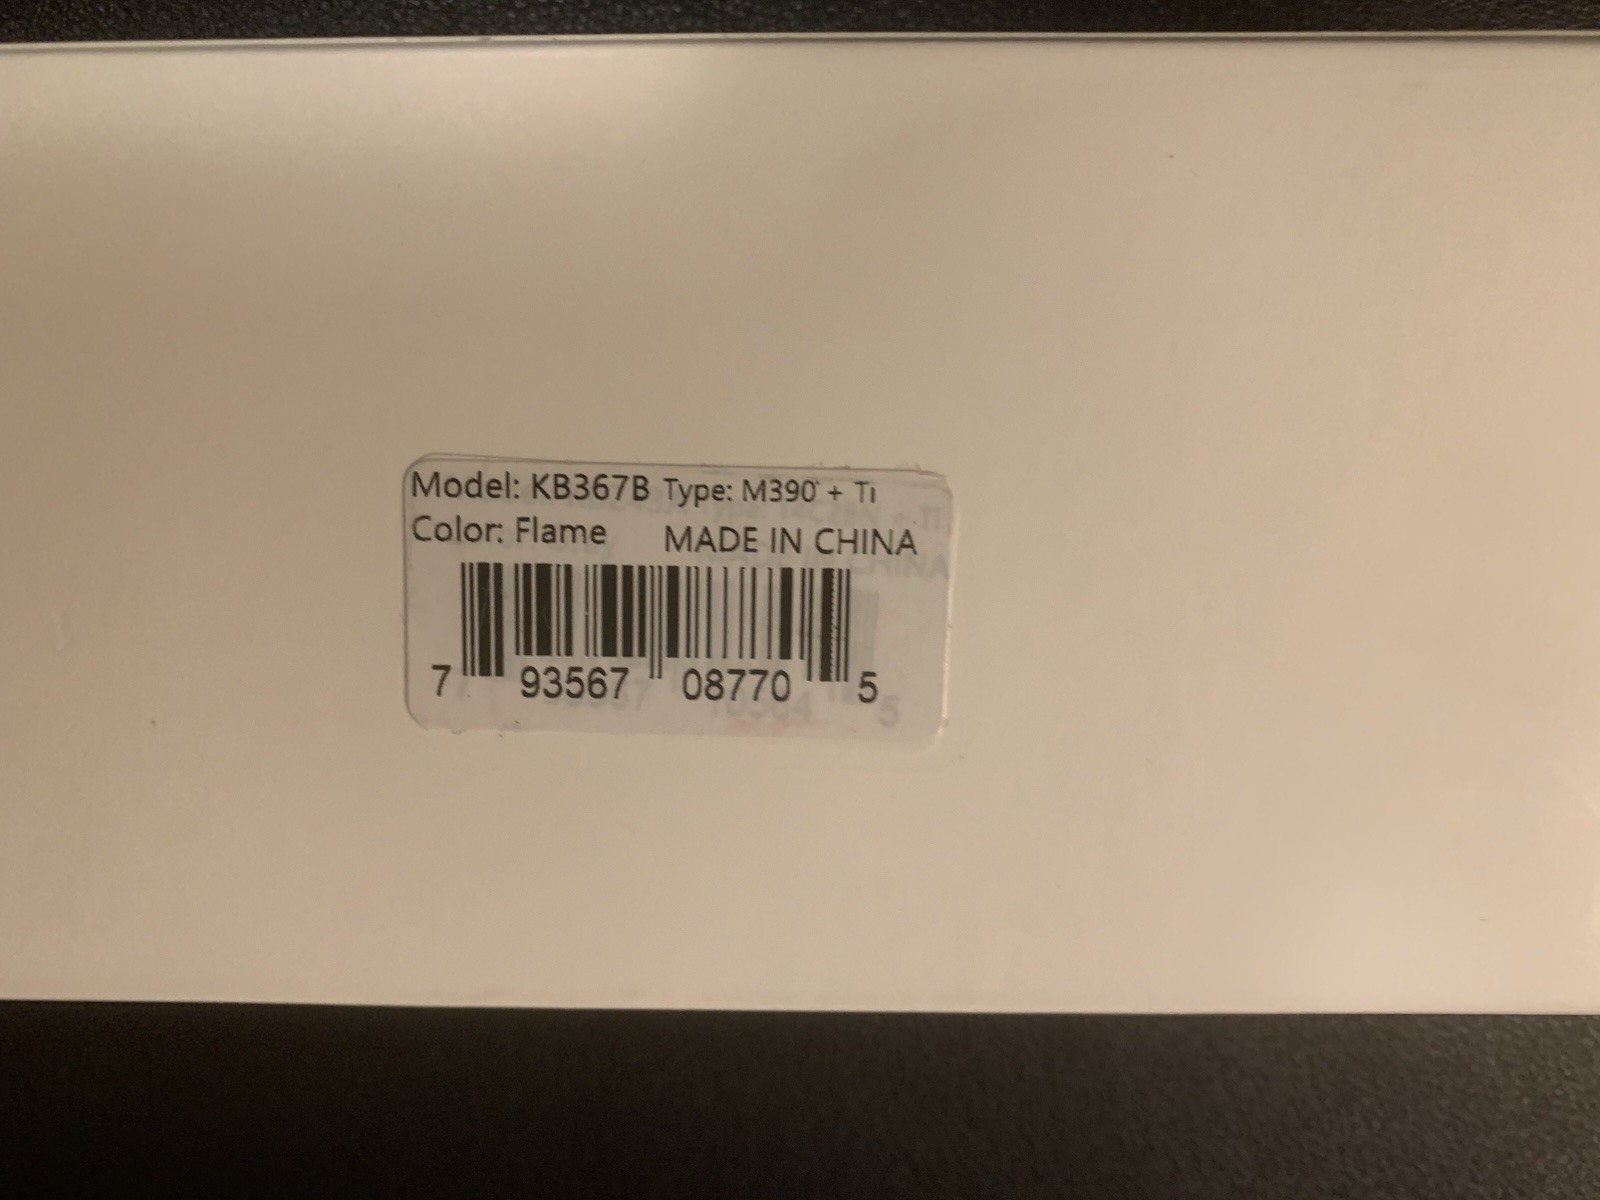 Model: KB367B Type: M390 + Ti
Color: Flame MADE IN CHINA
7 93567 08770 5